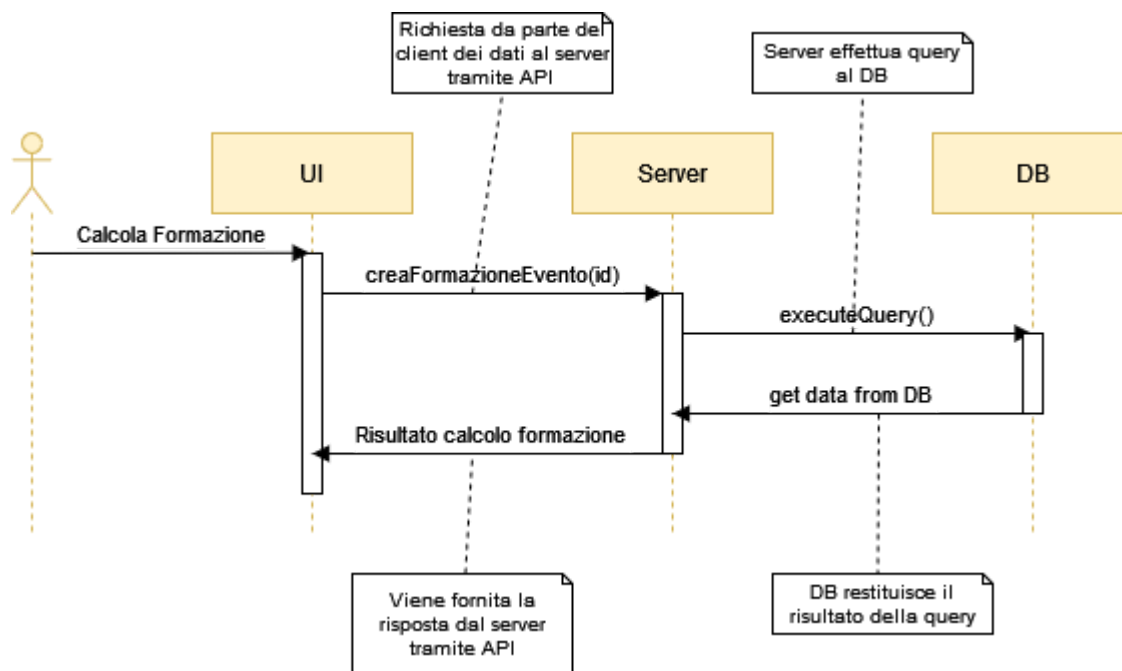 Richiesta da parte del
client dei dati al server
tramite API
Server effettua query
al DB
UI
Server
DB
Calcola Formazione
creaFormazioneEvento(id)
executeQuery()
get data from DB
Risultato calcolo formazione
Viene fornita la
risposta dal server
tramite API
DB restituisce il
risultato della query